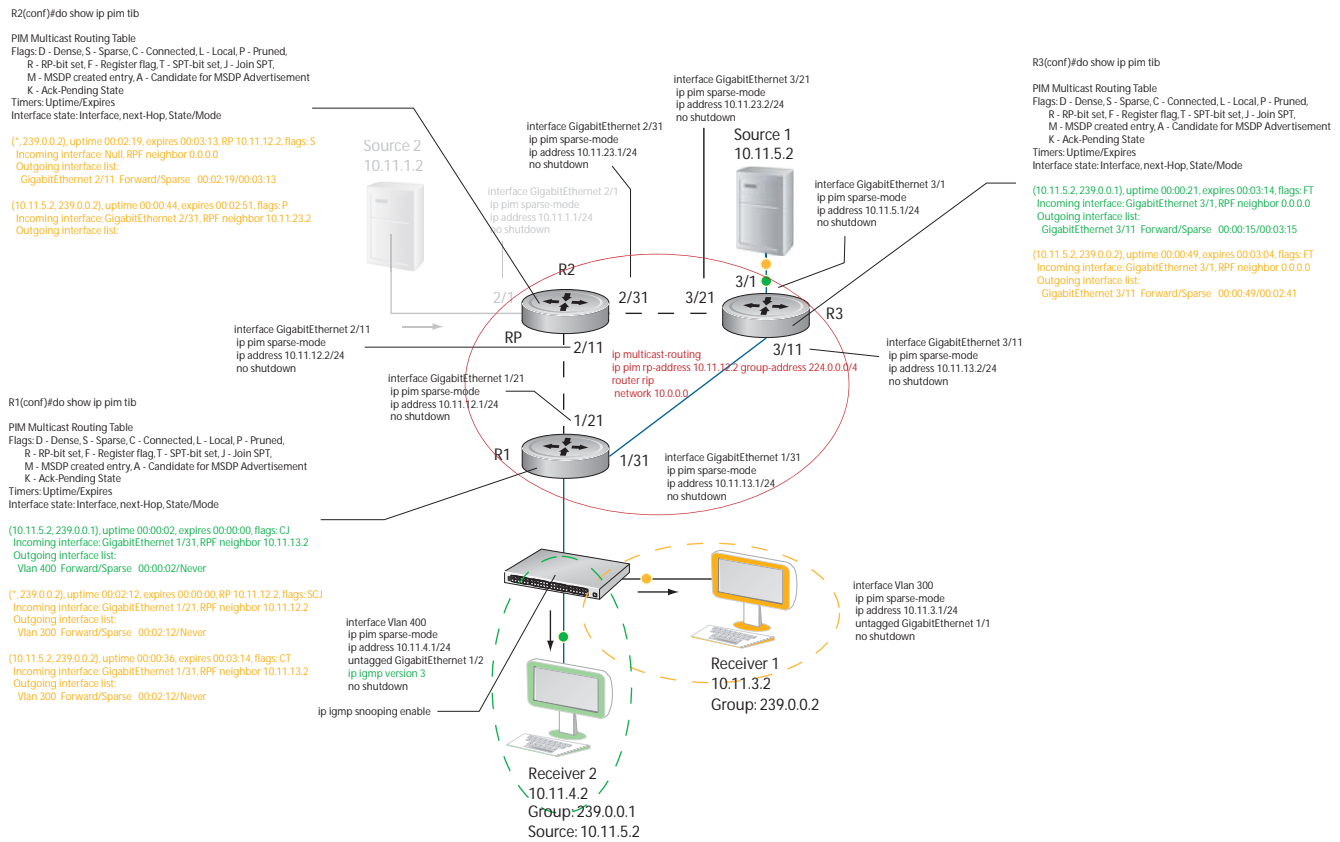 R2(conf)#do show ip pim tib
PIM Multicast Routing Table
Flags: D - Dense, S - Sparse, C - Connected, L - Local, P - Pruned,
R - RP-bit set, F - Register flag, T - SPT-bit set, J - Join SPT,
M - MSDP created entry, A - Candidate for MSDP Advertisement
K - Ack-Pending State
Timers: Uptime/Expires
Interface state: Interface, next-Hop, State/Mode
(*, 239.0.0.2), uptime 00:02:19, expires 00:03:13, RP 10.11.12.2, flags: S
Incoming interface: Null, RPF neighbor 0.0.0.0
Outgoing interface list:
GigabitEthernet 2/11 Forward/Sparse 00:02:19/00:03:13
(10.11.5.2, 239.0.0.2), uptime 00:00:44, expires 00:02:51, flags: P
Incoming interface: GigabitEthernet 2/31, RPF neighbor 10.11.23.2
Outgoing interface list:
Source 2
10.11.1.2
interface GigabitEthernet 2/1
ip pim sparse-mode
ip address 10.11.1.1/24
no shutdown
interface GigabitEthernet 2/31
ip pim sparse-mode
ip address 10.11.23.1/24
no shutdown
interface GigabitEthernet 3/21
ip pim sparse-mode
ip address 10.11.23.2/24
no shutdown
Source 1
10.11.5.2
interface GigabitEthernet 3/1
ip pim sparse-mode
ip address 10.11.5.1/24
no shutdown
R3(conf)#do show ip pim tib
PIM Multicast Routing Table
Flags: D - Dense, S - Sparse, C - Connected, L - Local, P - Pruned,
R - RP-bit set, F - Register flag, T - SPT-bit set, J - Join SPT,
M - MSDP created entry, A - Candidate for MSDP Advertisement
K - Ack-Pending State
Timers: Uptime/Expires
Interface state: Interface, next-Hop, State/Mode
(10.11.5.2, 239.0.0.1), uptime 00:00:21, expires 00:03:14, flags: FT
Incoming interface: GigabitEthernet 3/1, RPF neighbor 0.0.0.0
Outgoing interface list:
GigabitEthernet 3/11 Forward/Sparse 00:00:15/00:03:15
(10.11.5.2, 239.0.0.2), uptime 00:00:49, expires 00:03:04, flags: FT
Incoming interface: GigabitEthernet 3/1, RPF neighbor 0.0.0.0
Outgoing interface list:
GigabitEthernet 3/11 Forward/Sparse 00:00:49/00:02:41
R2
2/1
2/31
3/21
3/1
R3
RP
2/11
3/11
interface GigabitEthernet 2/11
ip pim sparse-mode
ip address 10.11.12.2/24
no shutdown
ip multicast-routing
ip pim rp-address 10.11.12.2 group-address 224.0.0.0/4
router rip
network 10.0.0.0
interface GigabitEthernet 3/11
ip pim sparse-mode
ip address 10.11.13.2/24
no shutdown
interface GigabitEthernet 1/21
ip pim sparse-mode
ip address 10.11.12.1/24
no shutdown
1/21
R1
1/31
interface GigabitEthernet 1/31
ip pim sparse-mode
ip address 10.11.13.1/24
no shutdown
R1(conf)#do show ip pim tib
PIM Multicast Routing Table
Flags: D - Dense, S - Sparse, C - Connected, L - Local, P - Pruned,
R - RP-bit set, F - Register flag, T - SPT-bit set, J - Join SPT,
M - MSDP created entry, A - Candidate for MSDP Advertisement
K - Ack-Pending State
Timers: Uptime/Expires
Interface state: Interface, next-Hop, State/Mode
(10.11.5.2, 239.0.0.1), uptime 00:00:02, expires 00:00:00, flags: CJ
Incoming interface: GigabitEthernet 1/31, RPF neighbor 10.11.13.2
Outgoing interface list:
Vlan 400 Forward/Sparse 00:00:02/Never
(*, 239.0.0.2), uptime 00:02:12, expires 00:00:00, RP 10.11.12.2, flags: SCJ
Incoming interface: GigabitEthernet 1/21, RPF neighbor 10.11.12.2
Outgoing interface list:
Vlan 300 Forward/Sparse 00:02:12/Never
(10.11.5.2, 239.0.0.2), uptime 00:00:36, expires 00:03:14, flags: CT
Incoming interface: GigabitEthernet 1/31, RPF neighbor 10.11.13.2
Outgoing interface list:
Vlan 300 Forward/Sparse 00:02:12/Never
interface Vlan 400
ip pim sparse-mode
ip address 10.11.4.1/24
untagged GigabitEthernet 1/2
ip igmp version 3
no shutdown
ip igmp snooping enable
interface Vlan 300
ip pim sparse-mode
ip address 10.11.3.1/24
untagged GigabitEthernet 1/1
no shutdown
Receiver 1
10.11.3.2
Group: 239.0.0.2
Receiver 2
10.11.4.2
Group: 239.0.0.1
Source: 10.11.5.2